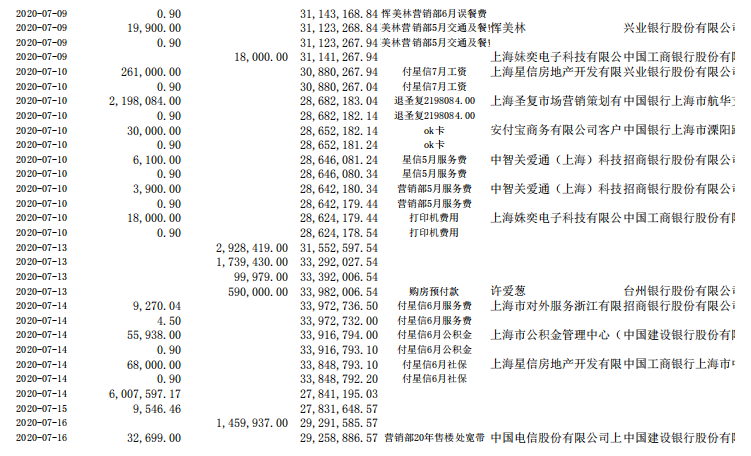 2020-07-09 0.90 31,143,168.84 恽美林营销部6月误餐费
2020-07-09 19,900.00 31,123,268.84 美林营销部5月交通及餐 恽美林 兴业银行股份有限公
2020-07-09 0.90 31,123,267.94 美林营销部5月交通及餐
2020-07-09 18,000.00 31,141,267.94 上海姝奕电子科技有限公 中国工商银行股份有限
2020-07-10 261,000.00 30,880,267.94 付星信7月工资 上海星信房地产开发有限 兴业银行股份有限公
2020-07-10 0.90 30,880,267.04 付星信7月工资
2020-07-10 2,198,084.00 28,682,183.04 退圣复2198084.00 上海圣复市场营销策划有 中国银行上海市航华支
2020-07-10 0.90 28,682,182.14 退圣复2198084.00
2020-07-10 30,000.00 28,652,182.14 ok卡 安付宝商务有限公司客户 中国银行上海市溧阳路
2020-07-10 0.90 28,652,181.24 ok卡
2020-07-10 6,100.00 28,646,081.24 星信5月服务费 中智关爱通（上海）科技 招商银行股份有限公
2020-07-10 0.90 28,646,080.34 星信5月服务费
2020-07-10 3,900.00 28,642,180.34 营销部5月服务费 中智关爱通（上海）科技 招商银行股份有限公
2020-07-10 0.90 28,642,179.44 营销部5月服务费
2020-07-10 18,000.00 28,624,179.44 打印机费用 上海姝奕电子科技有限公 中国工商银行股份有限
2020-07-10 0.90 28,624,178.54 打印机费用
2020-07-13 2,928,419.00 31,552,597.54
2020-07-13 1,739,430.00 33,292,027.54
2020-07-13 99,979.00 33,392,006.54
2020-07-13 590,000.00 33,982,006.54 购房预付款 许爱葱 台州银行股份有限公
2020-07-14 9,270.04 33,972,736.50 付星信6月服务费 上海市对外服务浙江有限 招商银行股份有限公
2020-07-14 4.50 33,972,732.00 付星信6月服务费
2020-07-14 55,938.00 33,916,794.00 付星信6月公积金 上海市公积金管理中心（ 中国建设银行股份有限
2020-07-14 0.90 33,916,793.10 付星信6月公积金
2020-07-14 68,000.00 33,848,793.10 付星信6月社保 上海星信房地产开发有限 中国工商银行上海市中
2020-07-14 0.90 33,848,792.20 付星信6月社保
2020-07-14 6,007,597.17 27,841,195.03
2020-07-15 9,546.46 27,831,648.57
2020-07-16 1,459,937.00 29,291,585.57
2020-07-16 32,699.00 29,258,886.57 营销部20年售楼处宽带 中国电信股份有限公司上 中国建设银行股份有限